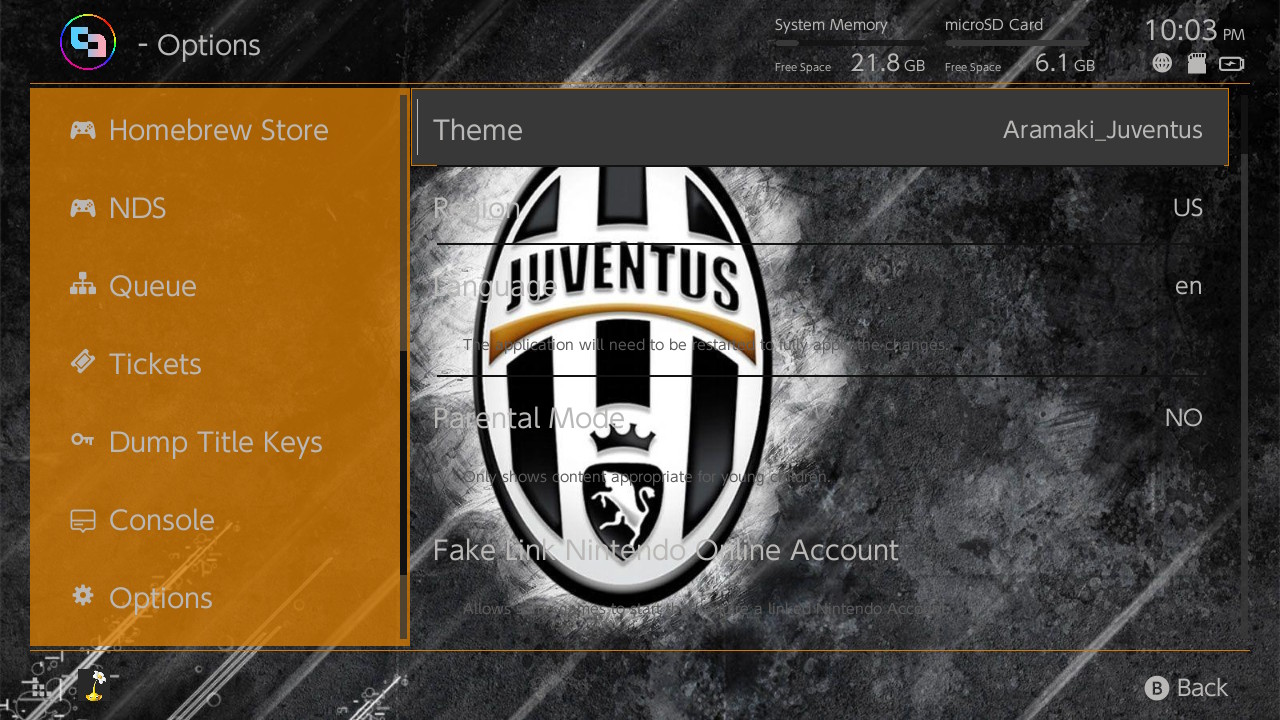 - Options
System Memory
microSD Card
10:03 PM
Free Space 21.8 GB
Free Space 6.1 GB
Homebrew Store
NDS
Queue
Tickets
Dump Title Keys
Console
Options
Theme Aramaki_Juventus
Region US
JUVENTUS
Language en
The application will need to be restarted to fully apply the changes.
Parental Mode NO
Only shows content appropriate for young children.
Fake Link Nintendo Online Account
Allows some games to start that require a linked Nintendo Account.
B Back